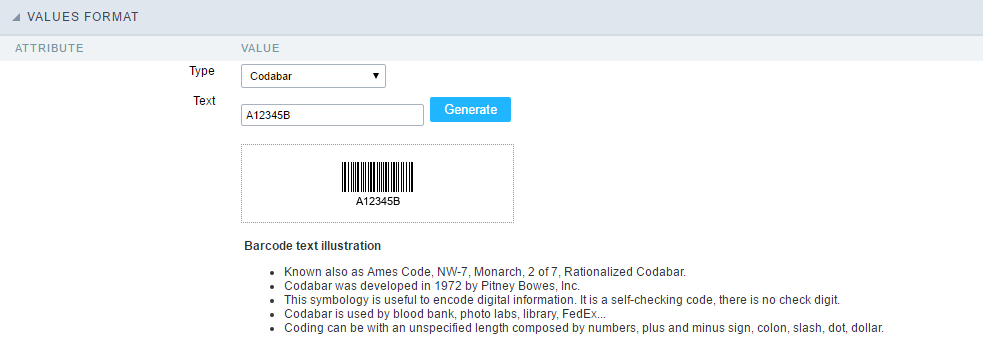 VALUES FORMAT
ATTRIBUTE VALUE
Type Codabar
Text A12345B Generate
A12345B
Barcode text illustration
Known also as Ames Code, NW-7, Monarch, 2 of 7, Rationalized Codabar.
Codabar was developed in 1972 by Pitney Bowes, Inc.
This symbology is useful to encode digital information. It is a self-checking code, there is no check digit.
Codabar is used by blood bank, photo labs, library, FedEx...
Coding can be with an unspecified length composed by numbers, plus and minus sign, colon, slash, dot, dollar.